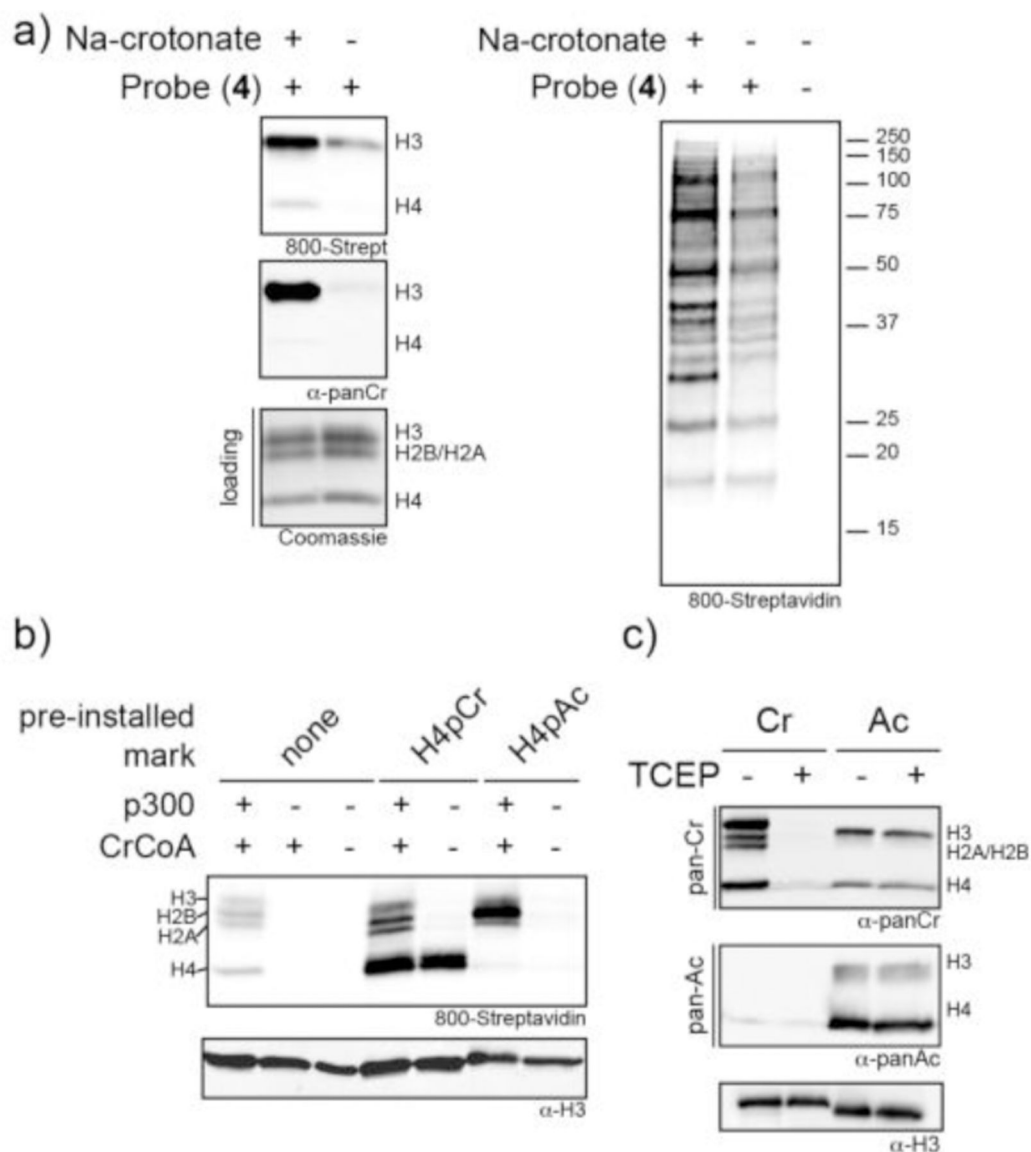 a) Na-crotonate + -
Probe (4) + +
H3
H4
800-Strept
H3
H4
α-panCr
loading
H3
H2B/H2A
H4
Coomassie
Na-crotonate + - -
Probe (4) + + -
250
150
100
75
50
37
25
20
15
800-Streptavidin
b)
pre-installed mark
none H4pCr H4pAc
p300 + - - + - + -
CrCoA + + - + - + -
H3
H2B
H2A
H4
800-Streptavidin
α-H3
c)
Cr Ac
TCEP - + - +
pan-Cr
H3
H2A/H2B
H4
α-panCr
pan-Ac
H3
H4
α-panAc
α-H3